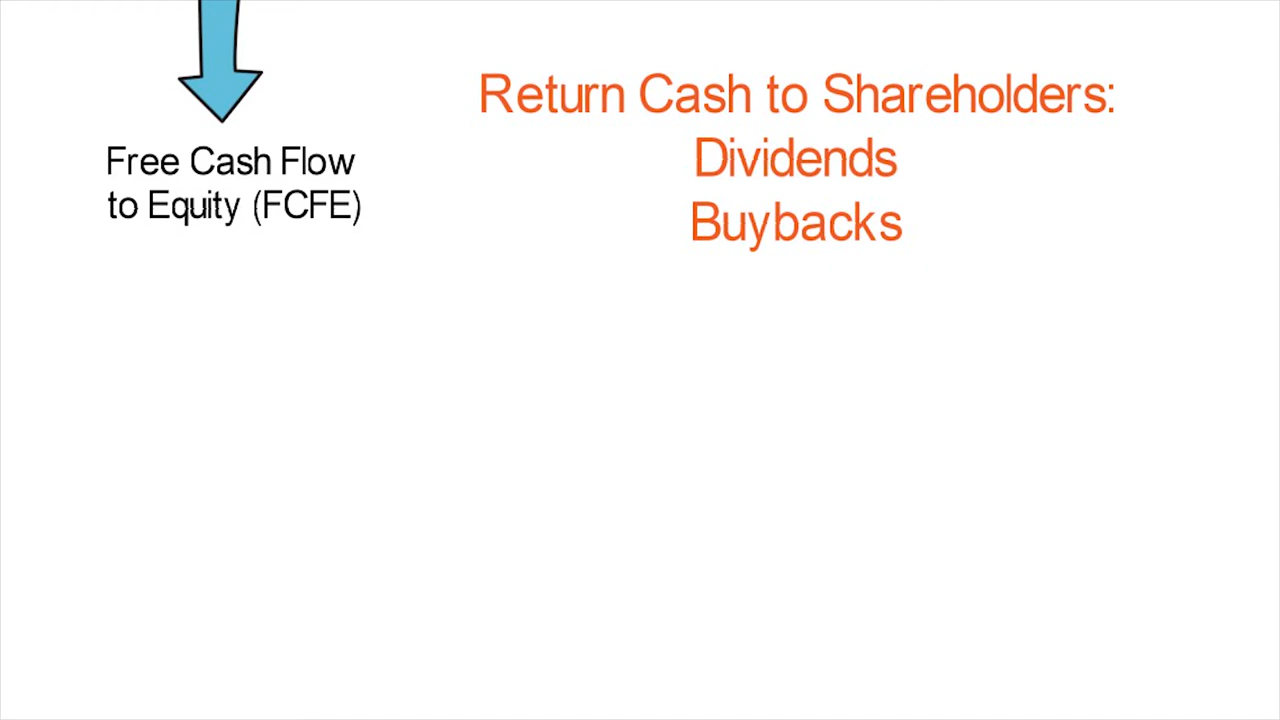 Free Cash Flow
to Equity (FCFE)
Return Cash to Shareholders:
Dividends
Buybacks